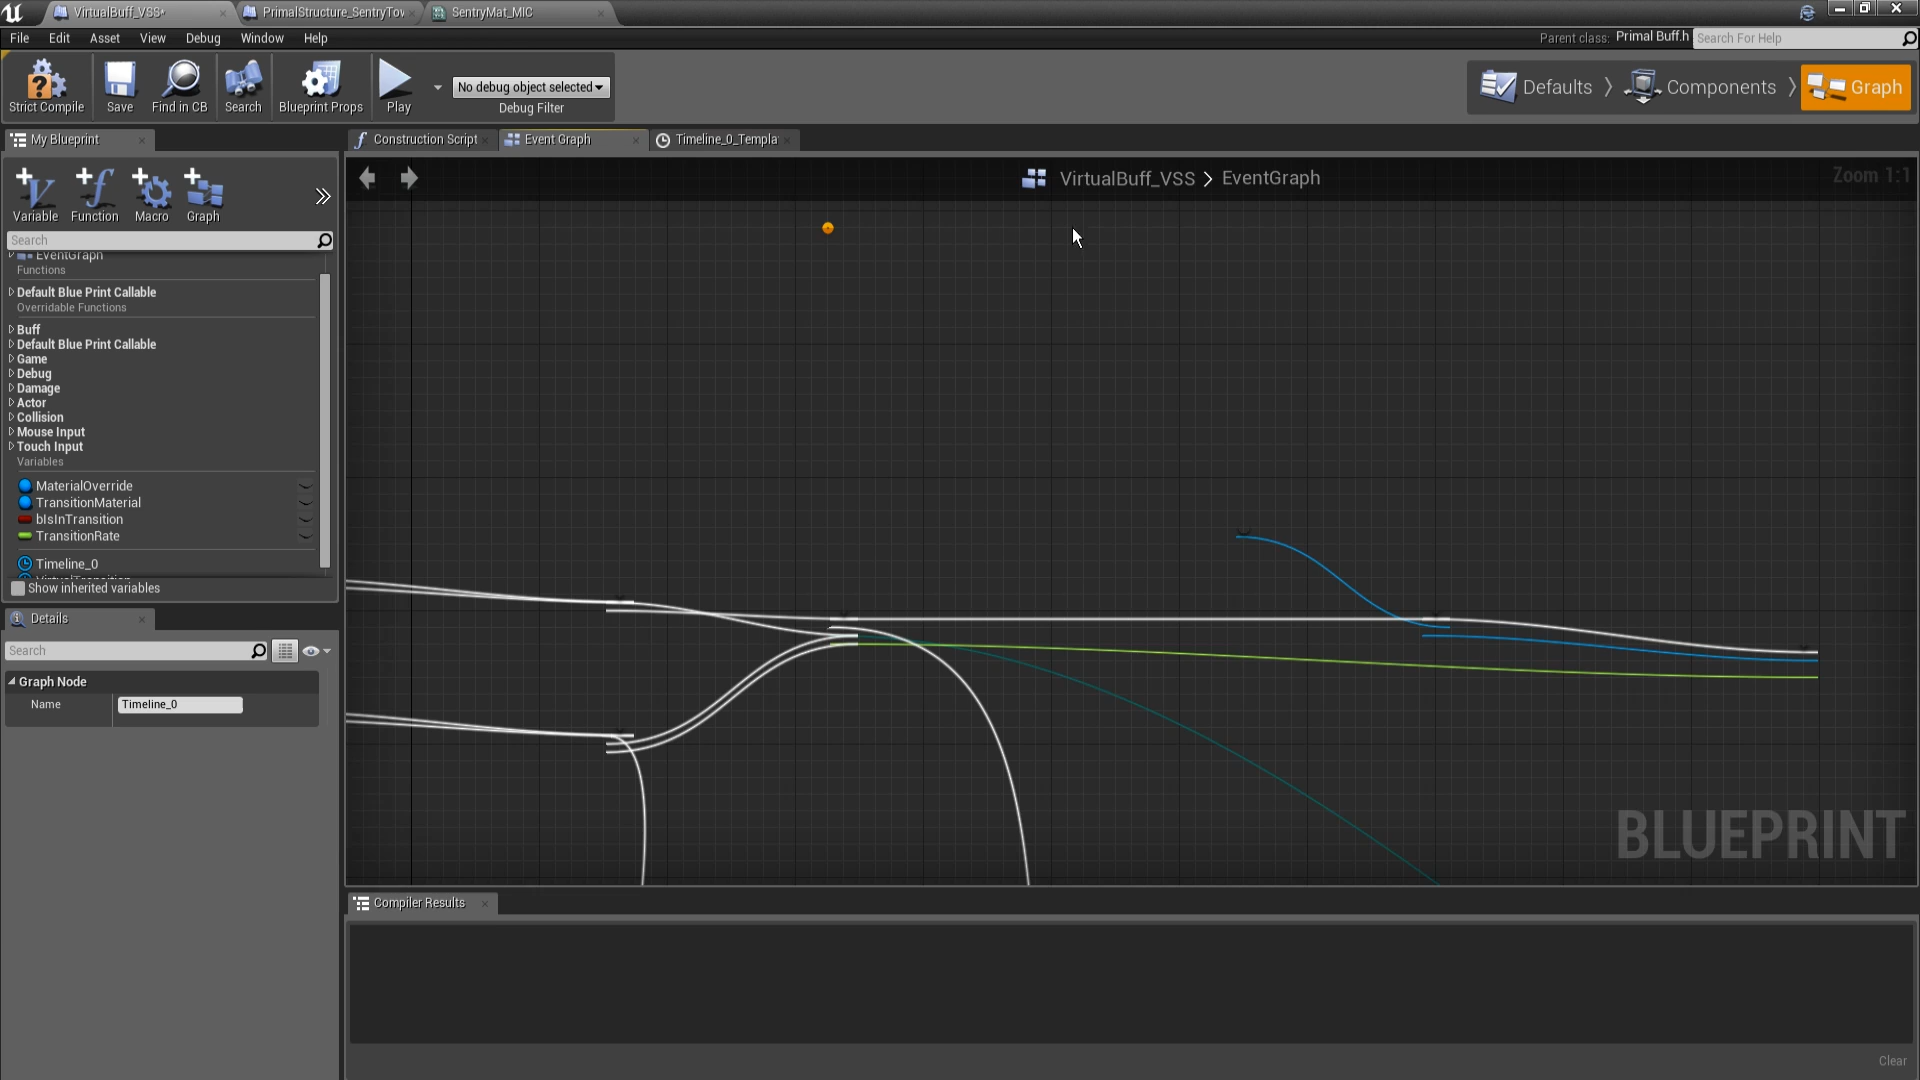 VirtualBuff_VSS*
PrimalStructure_SentryTov
SentryMat_MIC
File
Edit
Asset
View
Debug
Window
Help
Parent class:
Primal Buff.h
Search For Help
Strict Compile
Save
Find in CB
Search
Blueprint Props
Play
No debug object selected
Debug Filter
Defaults
Components
Graph
My Blueprint
Construction Script
Event Graph
Timeline_0_Templa
Variable
Function
Macro
Graph
VirtualBuff_VSS > EventGraph
Zoom 1:1
Search
EventGraph
Functions
Default Blue Print Callable
Overridable Functions
Buff
Default Blue Print Callable
Game
Debug
Damage
Actor
Collision
Mouse Input
Touch Input
Variables
MaterialOverride
TransitionMaterial
bIsInTransition
TransitionRate
Timeline_0
VirtualTransition
Show inherited variables
Details
Search
Graph Node
Name
Timeline_0
BLUEPRINT
Compiler Results
Clear